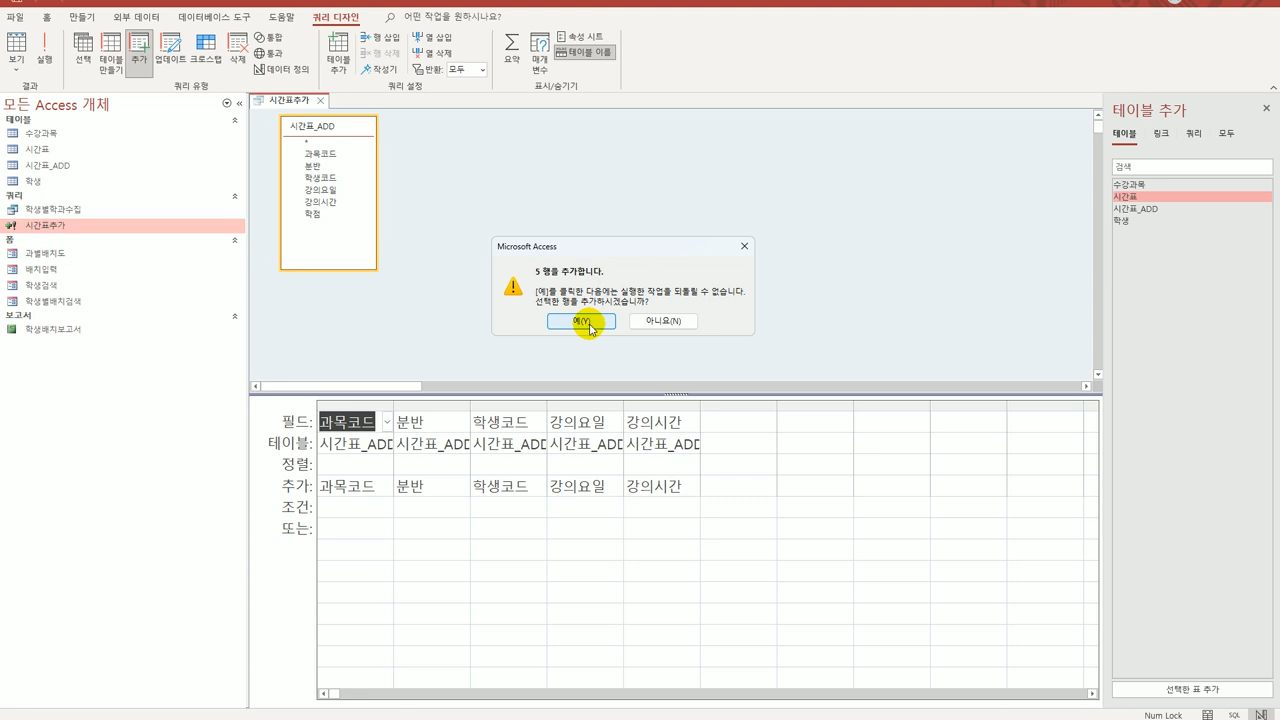 파일 홈 만들기 외부 데이터 데이터베이스 도구 도움말 쿼리 디자인 어떤 작업을 원하시나요?
보기 실행 선택 테이블 만들기 추가 업데이트 크로스탭 삭제
통합
통과
데이터 정의
테이블 추가
행 삽입
행 삭제
작성기
열 삽입
열 삭제
반환: 모두
요약 매개 변수
속성 시트
테이블 이름
결과 쿼리 유형 쿼리 설정 표시/숨기기
모든 Access 개체
테이블
수강과목
시간표
시간표_ADD
학생
쿼리
학생별학과수집
시간표추가
폼
과별배치도
배치입력
학생검색
학생별배치검색
보고서
학생배치보고서
시간표추가
시간표_ADD
*
과목코드
분반
학생코드
강의요일
강의시간
학점
Microsoft Access
5 행을 추가합니다.
[예]를 클릭한 다음에는 실행한 작업을 되돌릴 수 없습니다.
선택한 행을 추가하시겠습니까?
예(Y) 아니요(N)
필드: 과목코드 분반 학생코드 강의요일 강의시간
테이블: 시간표_ADD 시간표_ADD 시간표_ADD 시간표_ADD 시간표_ADD
정렬:
추가: 과목코드 분반 학생코드 강의요일 강의시간
조건:
또는:
테이블 추가
테이블 링크 쿼리 모두
검색
수강과목
시간표
시간표_ADD
학생
선택한 표 추가
Num Lock SQL